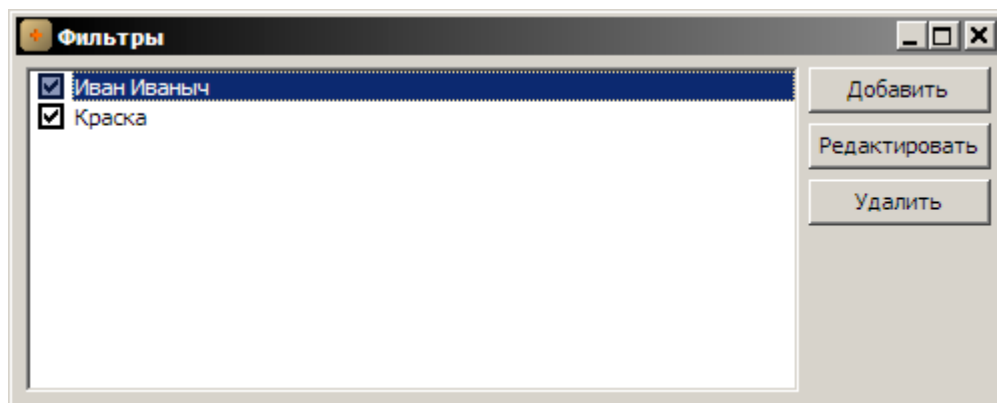 Фильтры
Иван Иваныч
Краска
Добавить
Редактировать
Удалить